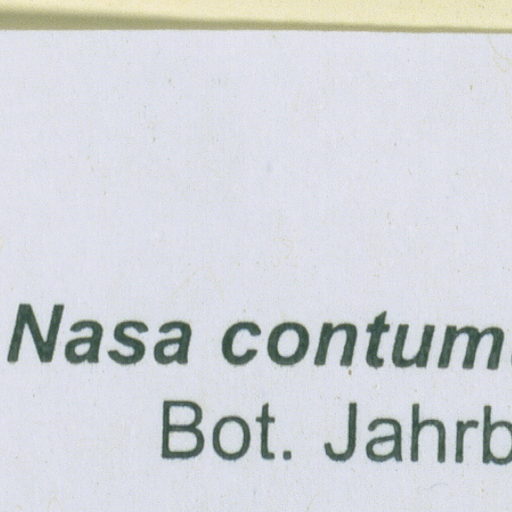 Nasa contum
Bot. Jahrb